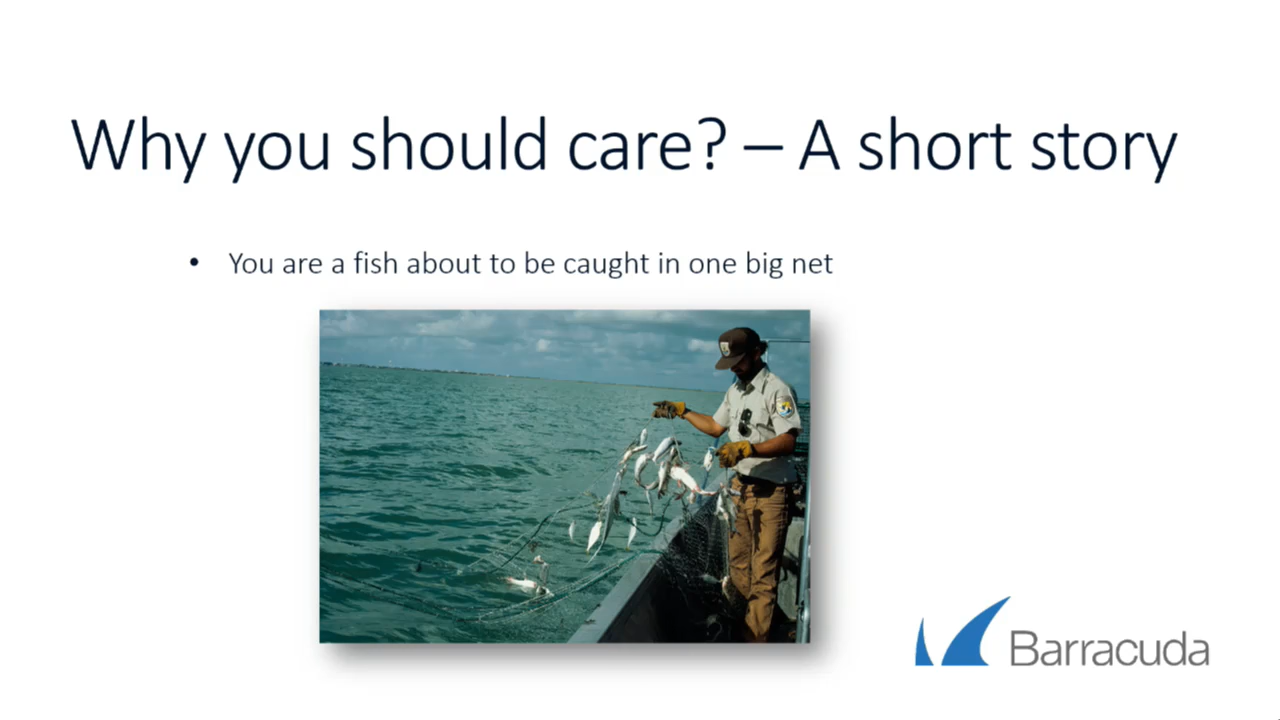 Why you should care? – A short story
• You are a fish about to be caught in one big net
Barracuda